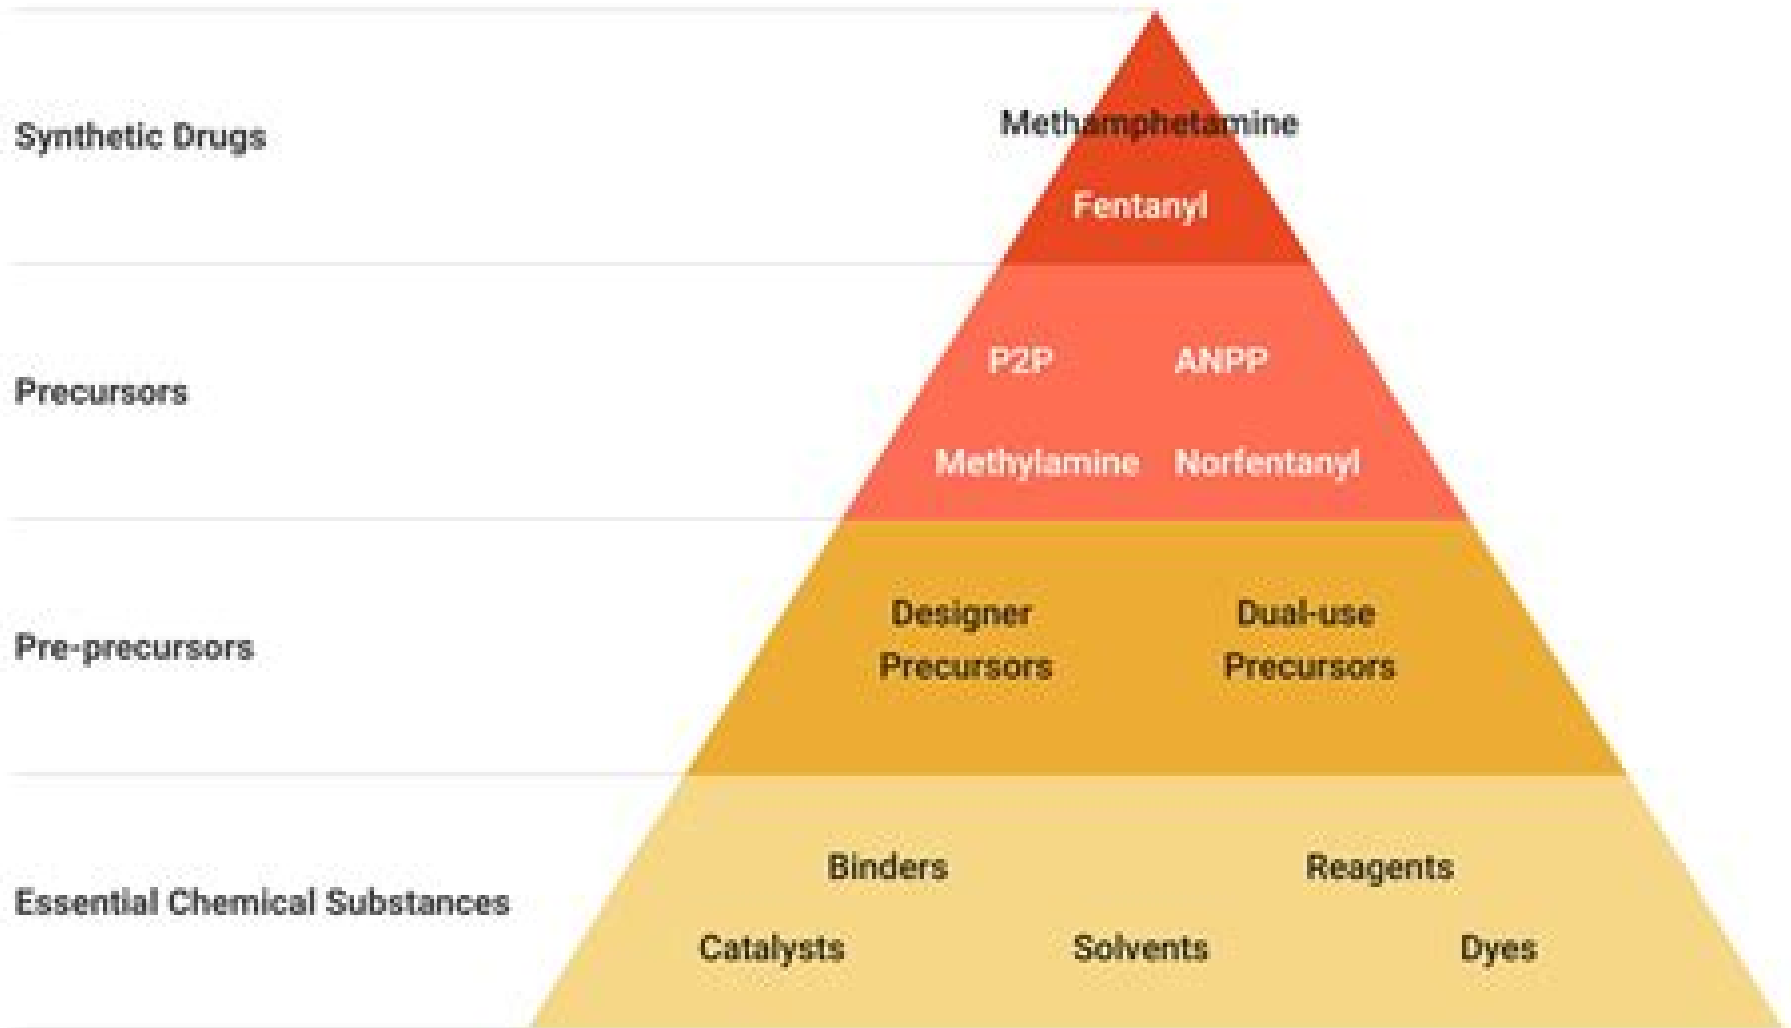 Synthetic Drugs
Methamphetamine
Fentanyl
Precursors
P2P ANPP
Methylamine Norfentanyl
Pre-precursors
Designer Precursors
Dual-use Precursors
Essential Chemical Substances
Binders Reagents
Catalysts Solvents Dyes